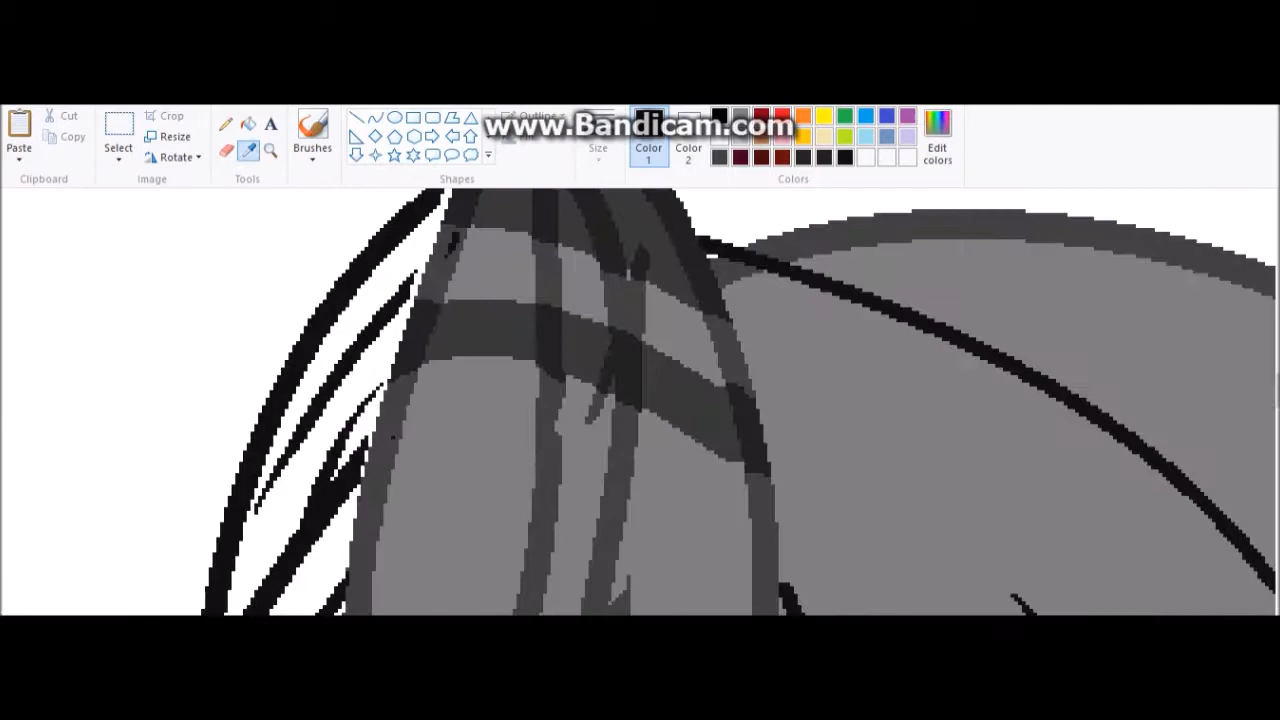 Cut
Crop
Outline
www.Bandicam.com
Copy
Resize
Paste
Select
Rotate
Brushes
Size
Color
1
Color
2
Edit
colors
Clipboard
Image
Tools
Shapes
Colors
A